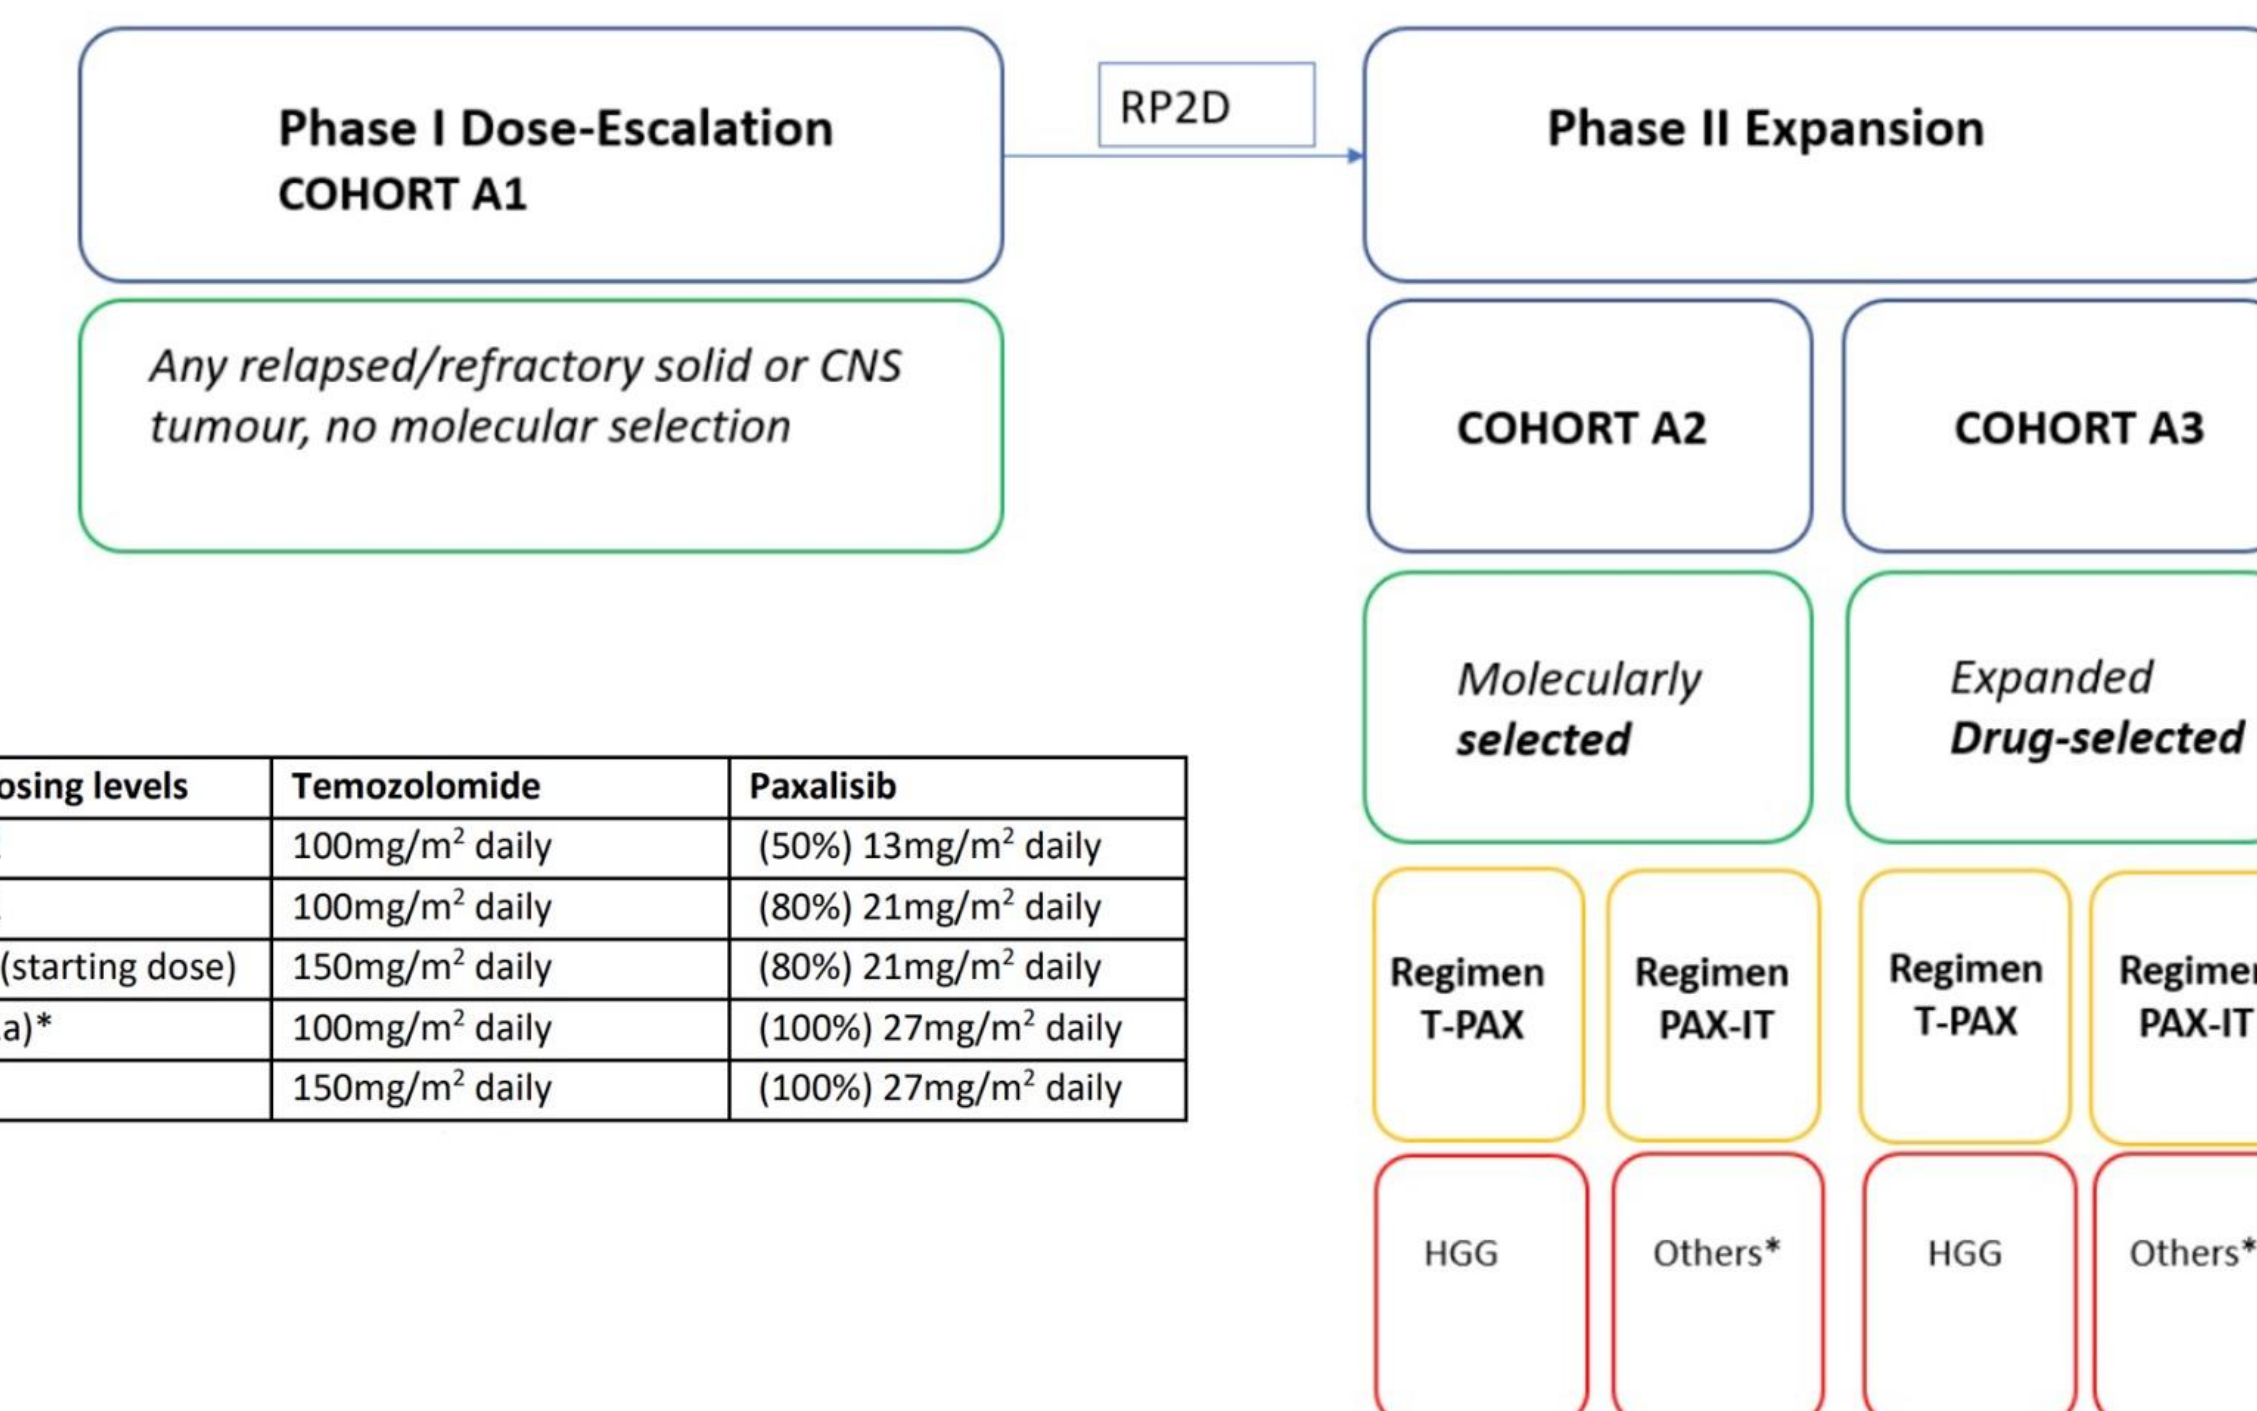 Phase I Dose-Escalation
COHORT A1
RP2D
Phase II Expansion
Any relapsed/refractory solid or CNS
tumour, no molecular selection
COHORT A2
COHORT A3
Molecularly
selected
Expanded
Drug-selected
osing levels Temozolomide Paxalisib
100mg/m² daily (50%) 13mg/m² daily
100mg/m² daily (80%) 21mg/m² daily
(starting dose) 150mg/m² daily (80%) 21mg/m² daily
a)* 100mg/m² daily (100%) 27mg/m² daily
150mg/m² daily (100%) 27mg/m² daily
Regimen
T-PAX
Regimen
PAX-IT
Regimen
T-PAX
Regimen
PAX-IT
HGG
Others*
HGG
Others*